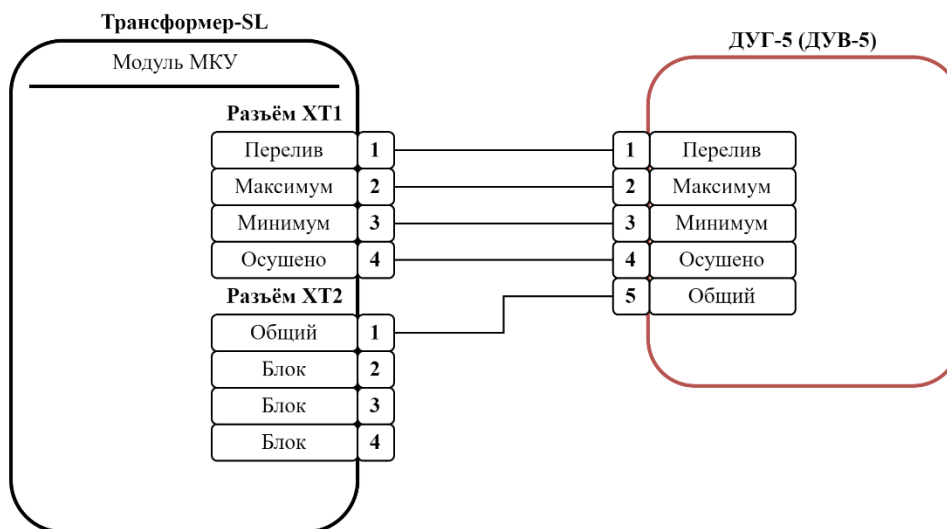 Трансформер-SL
Модуль МКУ
Разъём XT1
Перелив 1
Максимум 2
Минимум 3
Осушено 4
Разъём XT2
Общий 1
Блок 2
Блок 3
Блок 4
ДУГ-5 (ДУВ-5)
1 Перелив
2 Максимум
3 Минимум
4 Осушено
5 Общий